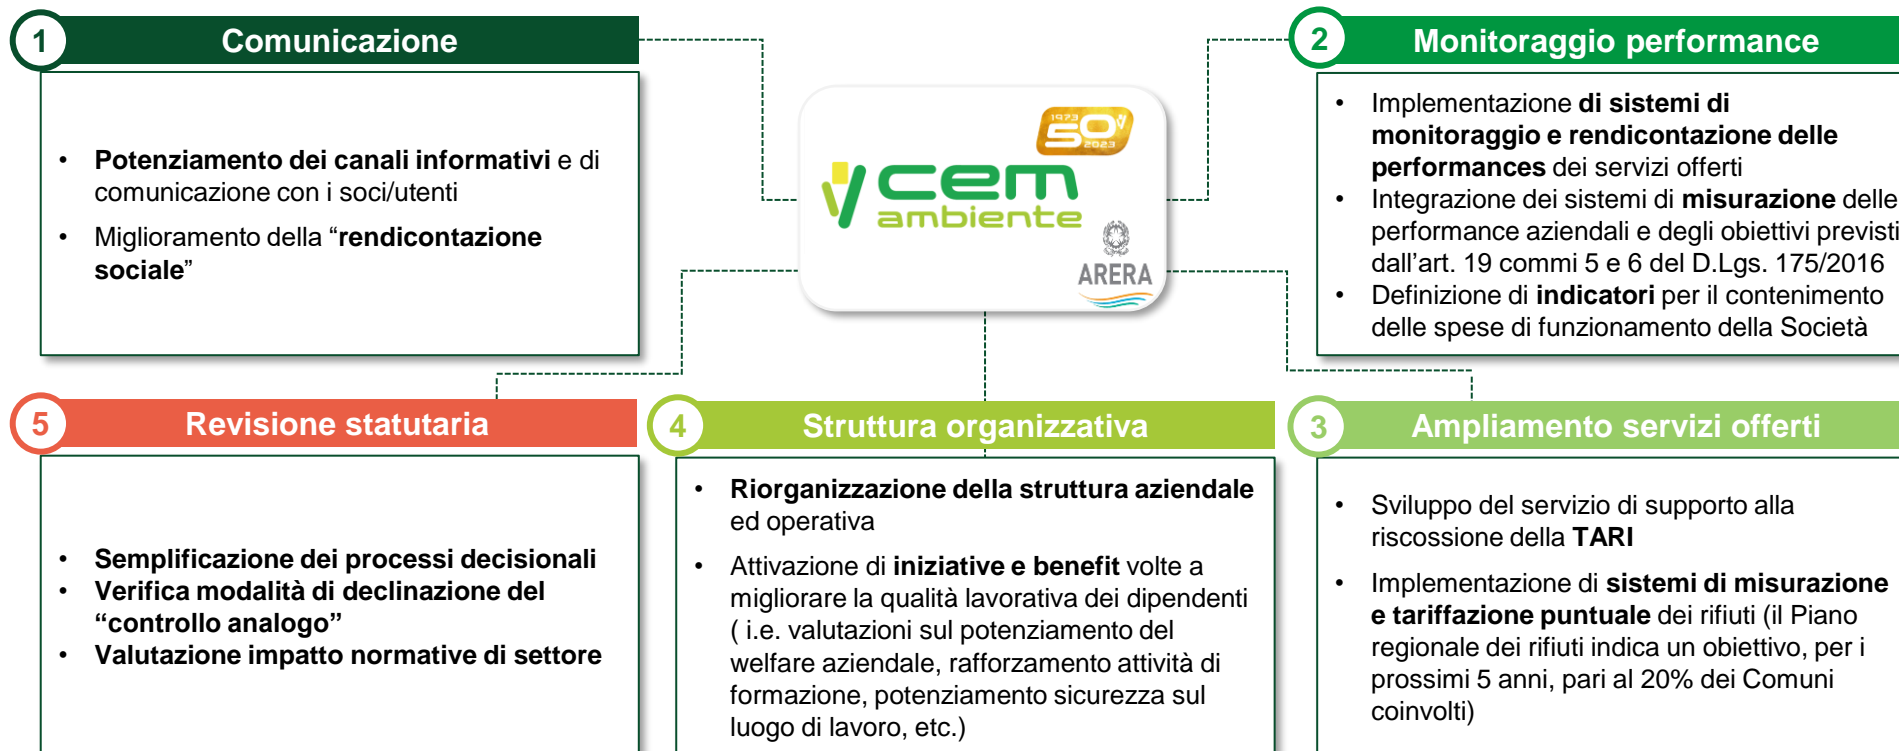 1
Comunicazione
• Potenziamento dei canali informativi e di
comunicazione con i soci/utenti
• Miglioramento della “rendicontazione
sociale”
1973 50 2023
cem
ambiente
ARERA
2
Monitoraggio performance
• Implementazione di sistemi di
monitoraggio e rendicontazione delle
performances dei servizi offerti
• Integrazione dei sistemi di misurazione delle
performance aziendali e degli obiettivi previsti
dall’art. 19 commi 5 e 6 del D.Lgs. 175/2016
• Definizione di indicatori per il contenimento
delle spese di funzionamento della Società
5
Revisione statutaria
• Semplificazione dei processi decisionali
• Verifica modalità di declinazione del
“controllo analogo”
• Valutazione impatto normative di settore
4
Struttura organizzativa
• Riorganizzazione della struttura aziendale
ed operativa
• Attivazione di iniziative e benefit volte a
migliorare la qualità lavorativa dei dipendenti
( i.e. valutazioni sul potenziamento del
welfare aziendale, rafforzamento attività di
formazione, potenziamento sicurezza sul
luogo di lavoro, etc.)
3
Ampliamento servizi offerti
• Sviluppo del servizio di supporto alla
riscossione della TARI
• Implementazione di sistemi di misurazione
e tariffazione puntuale dei rifiuti (il Piano
regionale dei rifiuti indica un obiettivo, per i
prossimi 5 anni, pari al 20% dei Comuni
coinvolti)